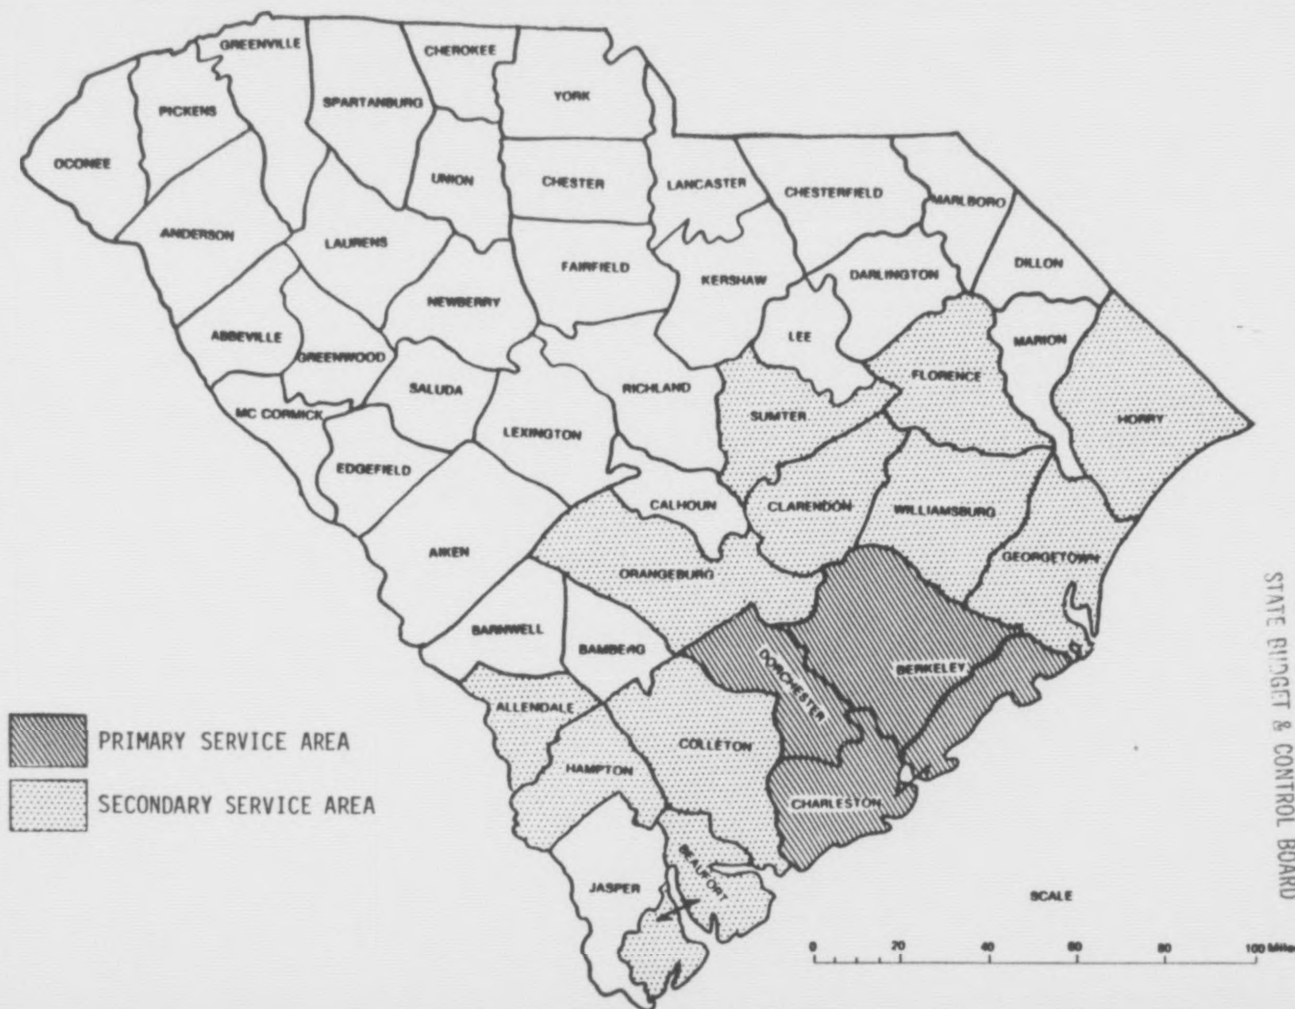 GREENVILLE
CHEROKEE
PICKENS
SPARTANBURG
YORK
OCONEE
UNION
CHESTER
LANCASTER
CHESTERFIELD
MARLBORO
ANDERSON
LAURENS
FAIRFIELD
KERSHAW
DARLINGTON
DILLON
NEWBERRY
ABBEVILLE
GREENWOOD
LEE
MARION
SALUDA
RICHLAND
FLORENCE
MC CORMICK
SUMTER
HORRY
LEXINGTON
EDGEFIELD
CALHOUN
CLARENDON
WILLIAMSBURG
AIKEN
ORANGEBURG
GEORGETOWN
BARNWELL
BAMBERG
DORCHESTER
BERKELEY
ALLENDALE
COLLETON
HAMPTON
CHARLESTON
BEAUFORT
JASPER
PRIMARY SERVICE AREA
SECONDARY SERVICE AREA
STATE BUDGET & CONTROL BOARD
SCALE
0 20 40 60 80 100 Miles